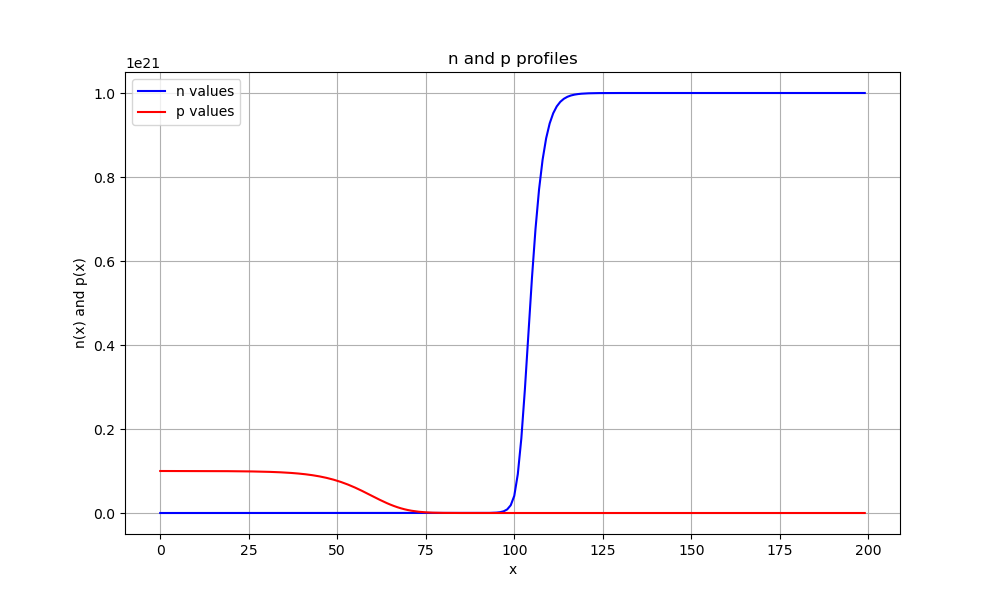 n and p profiles
1e21
n values
p values
1.0
0.8
0.6
0.4
0.2
0.0
n(x) and p(x)
0 25 50 75 100 125 150 175 200
x